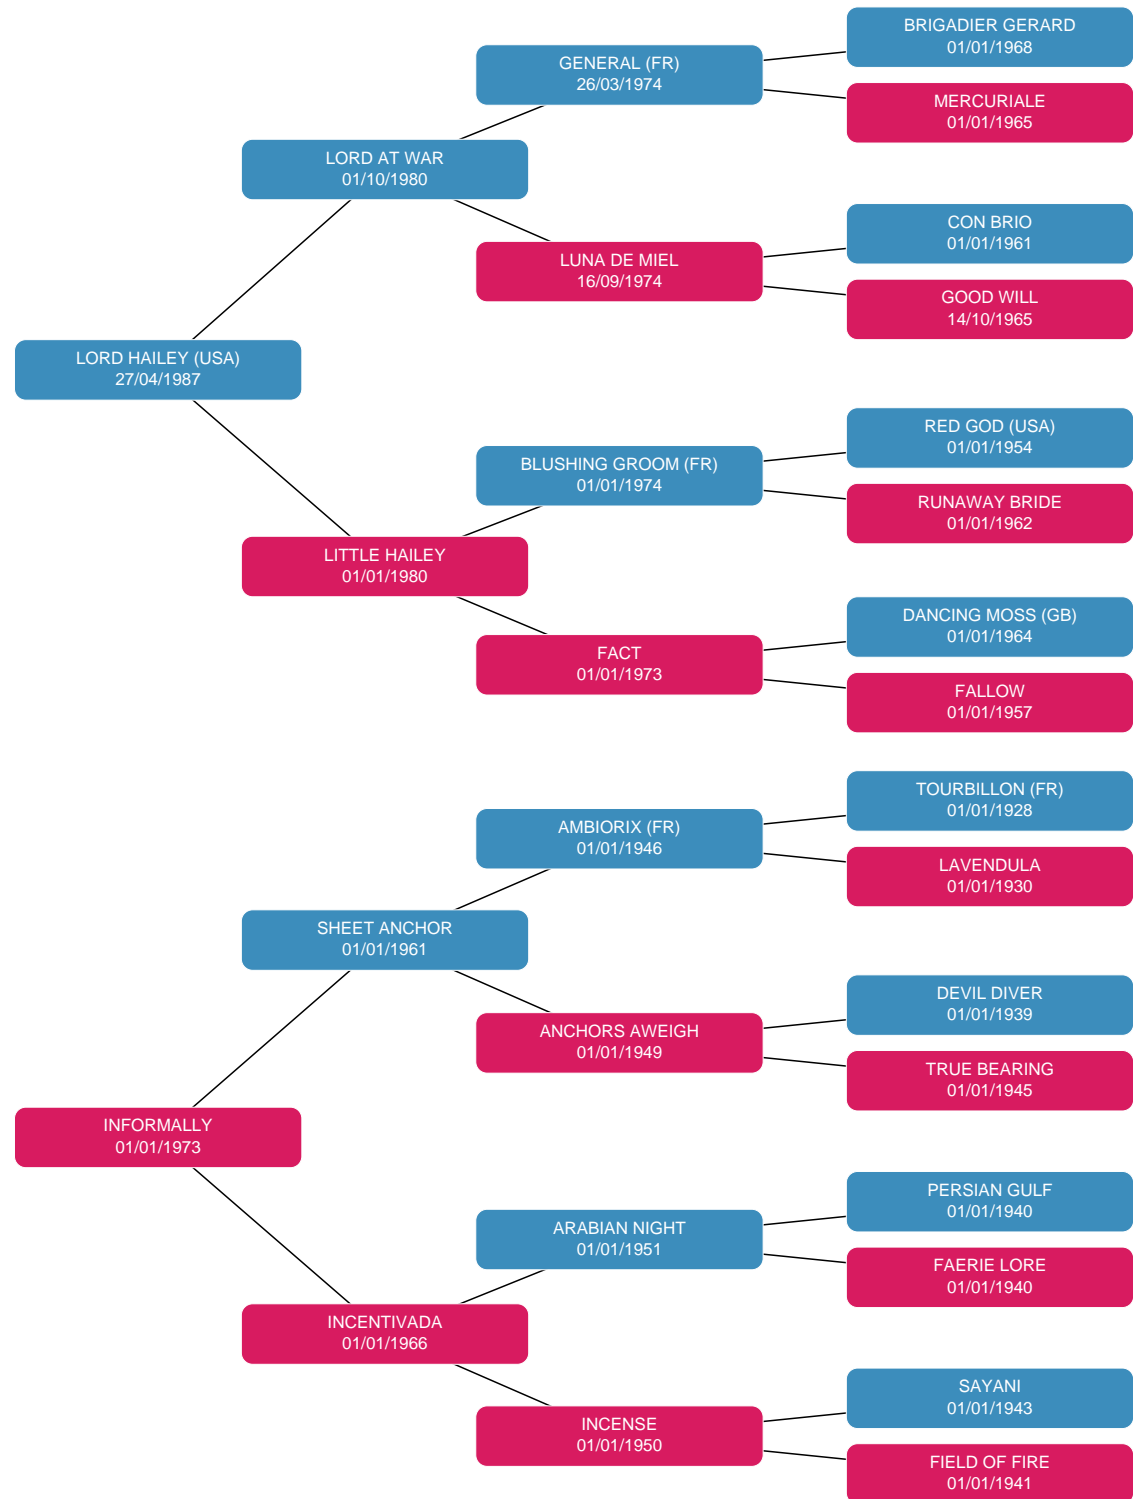 BRIGADIER GERARD
01/01/1968
GENERAL (FR)
26/03/1974
MERCURIALE
01/01/1965
LORD AT WAR
01/10/1980
CON BRIO
01/01/1961
LUNA DE MIEL
16/09/1974
GOOD WILL
14/10/1965
LORD HAILEY (USA)
27/04/1987
RED GOD (USA)
01/01/1954
BLUSHING GROOM (FR)
01/01/1974
RUNAWAY BRIDE
01/01/1962
LITTLE HAILEY
01/01/1980
DANCING MOSS (GB)
01/01/1964
FACT
01/01/1973
FALLOW
01/01/1957
TOURBILLON (FR)
01/01/1928
AMBIORIX (FR)
01/01/1946
LAVENDULA
01/01/1930
SHEET ANCHOR
01/01/1961
DEVIL DIVER
01/01/1939
ANCHORS AWEIGH
01/01/1949
TRUE BEARING
01/01/1945
INFORMALLY
01/01/1973
PERSIAN GULF
01/01/1940
ARABIAN NIGHT
01/01/1951
FAERIE LORE
01/01/1940
INCENTIVADA
01/01/1966
SAYANI
01/01/1943
INCENSE
01/01/1950
FIELD OF FIRE
01/01/1941